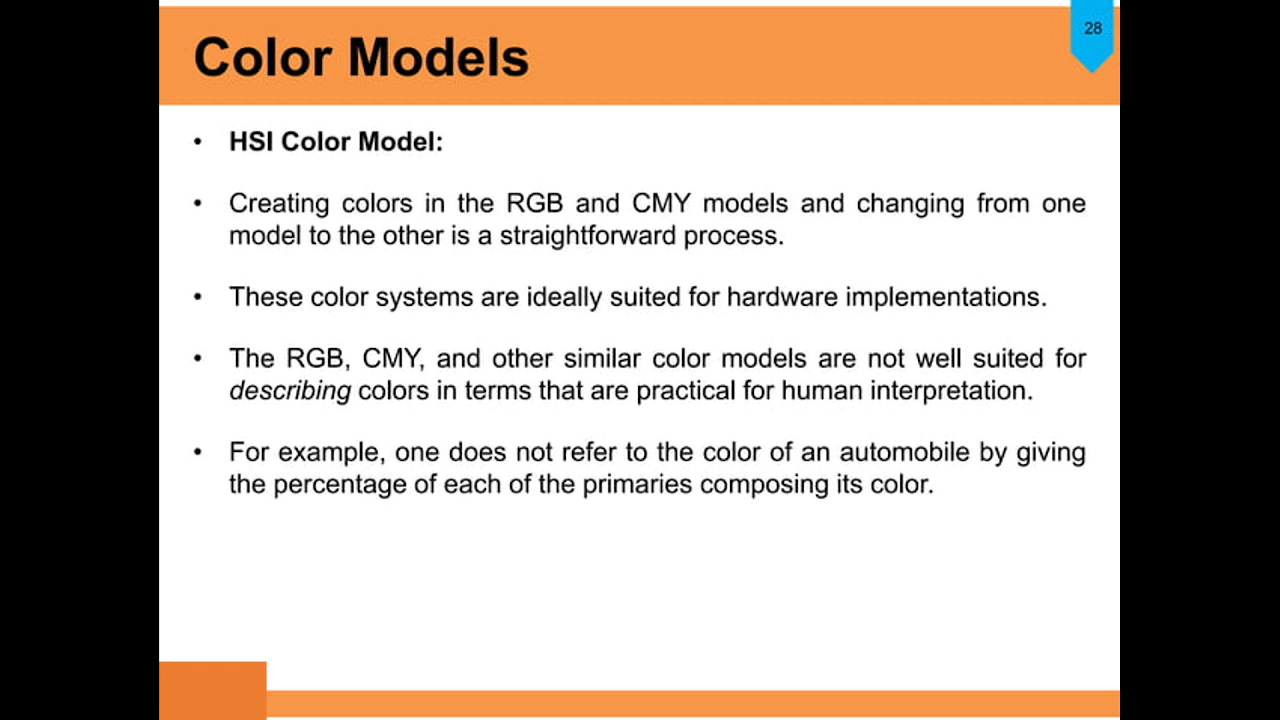 28
Color Models
• HSI Color Model:
• Creating colors in the RGB and CMY models and changing from one
model to the other is a straightforward process.
• These color systems are ideally suited for hardware implementations.
• The RGB, CMY, and other similar color models are not well suited for
describing colors in terms that are practical for human interpretation.
• For example, one does not refer to the color of an automobile by giving
the percentage of each of the primaries composing its color.